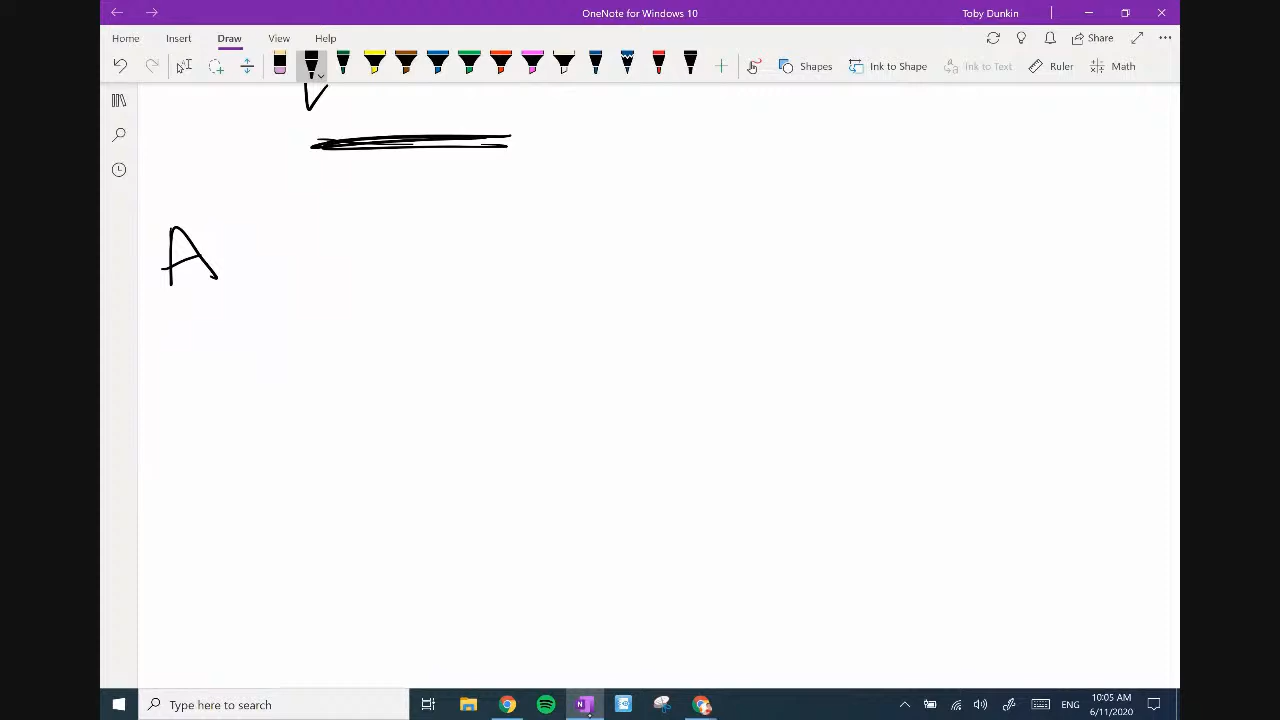 OneNote for Windows 10
Toby Dunkin
Home Insert Draw View Help
Share
Shapes Ink to Shape Ink to Text Ruler Math
A
Type here to search
ENG
10:05 AM
6/11/2020